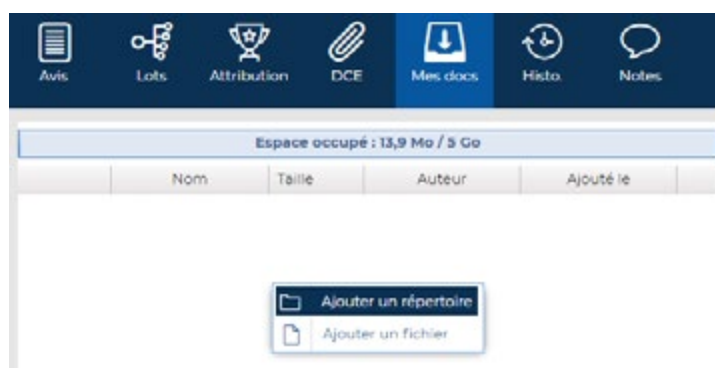 Avis Lots Attribution DCE Mes docs Histo. Notes
Espace occupé : 13,9 Mo / 5 Go
Nom Taille Auteur Ajouté le
Ajouter un répertoire
Ajouter un fichier